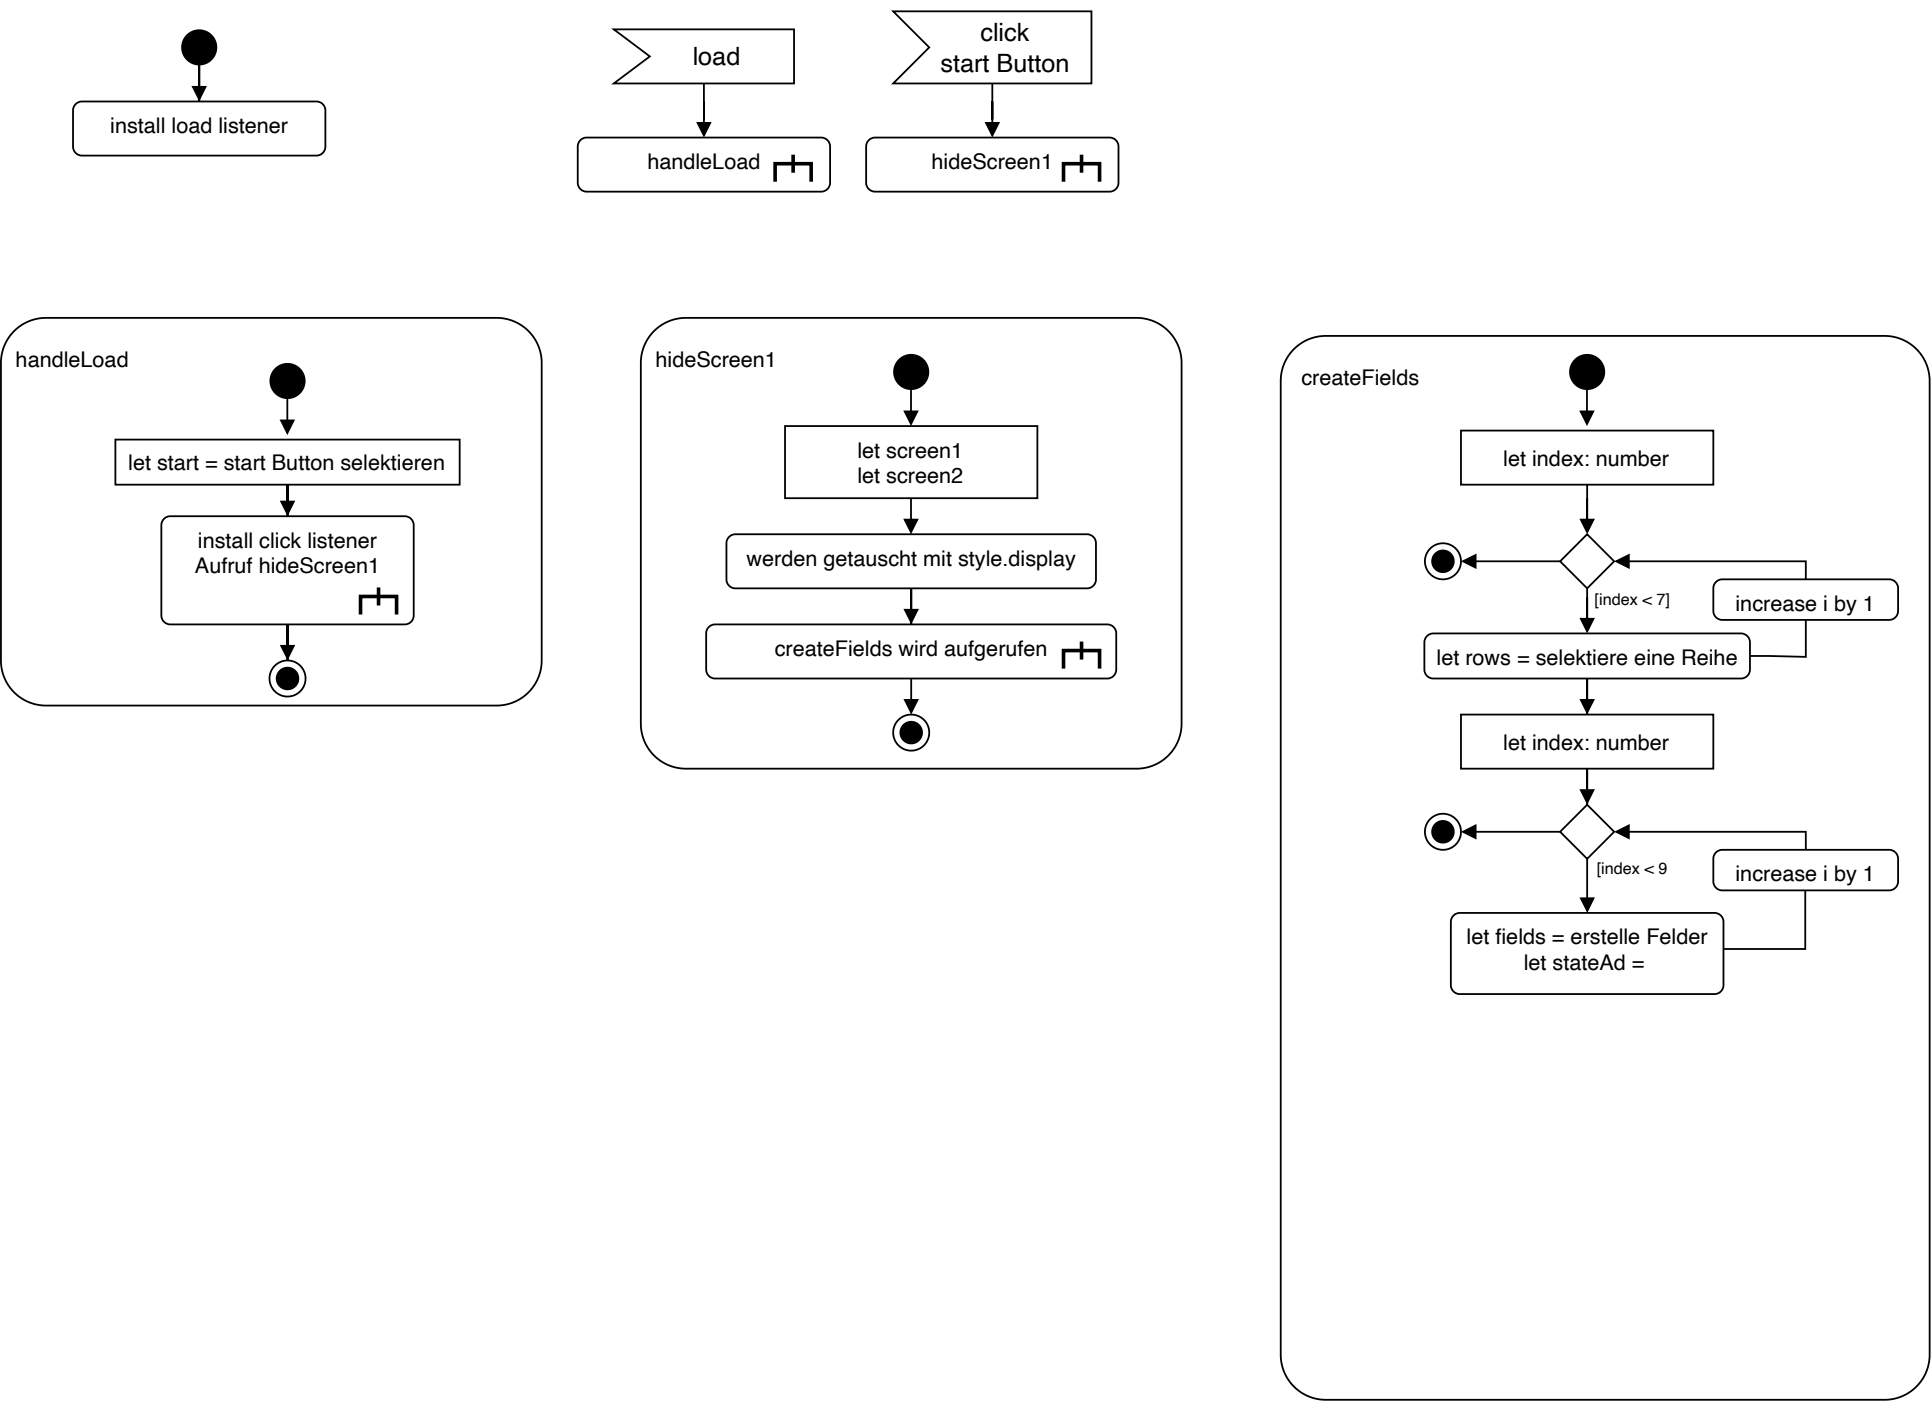 install load listener
load
handleLoad
click
start Button
hideScreen1
handleLoad
let start = start Button selektieren
install click listener
Aufruf hideScreen1
hideScreen1
let screen1
let screen2
werden getauscht mit style.display
createFields wird aufgerufen
createFields
let index: number
[index < 7]
increase i by 1
let rows = selektiere eine Reihe
let index: number
[index < 9
increase i by 1
let fields = erstelle Felder
let stateAd =